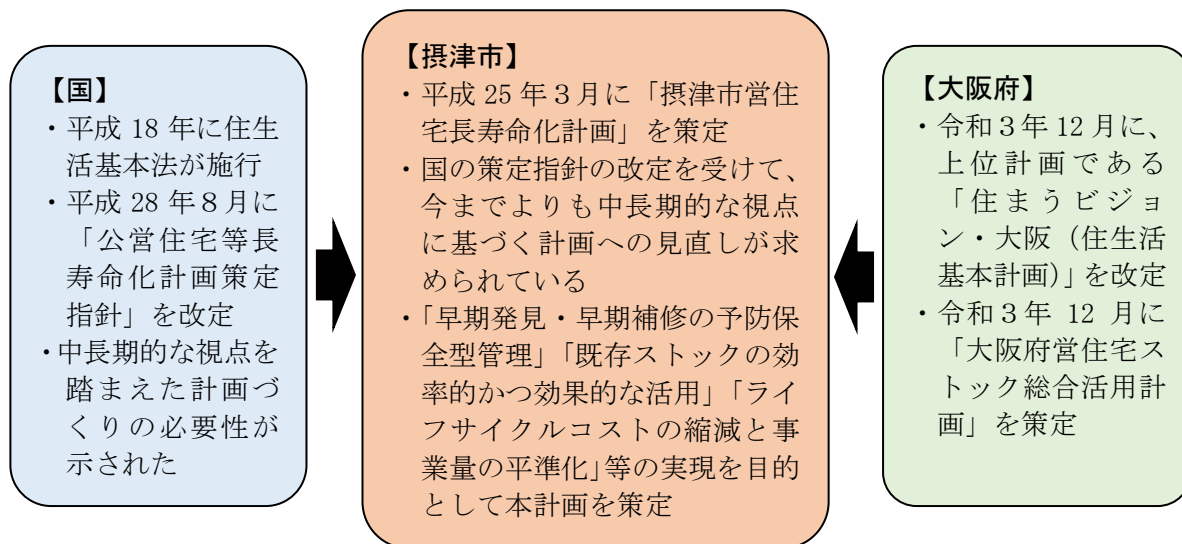 【国】
・平成 18 年に住生
活基本法が施行
・平成 28 年８月に
「公営住宅等長
寿命化計画策定
指針」を改定
・中長期的な視点を
踏まえた計画づ
くりの必要性が
示された
【摂津市】
・平成 25 年３月に「摂津市営住
宅長寿命化計画」を策定
・国の策定指針の改定を受けて、
今までよりも中長期的な視点
に基づく計画への見直しが求
められている
・「早期発見・早期補修の予防保
全型管理」「既存ストックの効
率的かつ効果的な活用」「ライ
フサイクルコストの縮減と事
業量の平準化」等の実現を目的
として本計画を策定
【大阪府】
・令和３年 12 月に、
上位計画である
「住まうビジョ
ン・大阪（住生活
基本計画）」を改定
・令和３年 12 月に
「大阪府営住宅ス
トック総合活用計
画」を策定